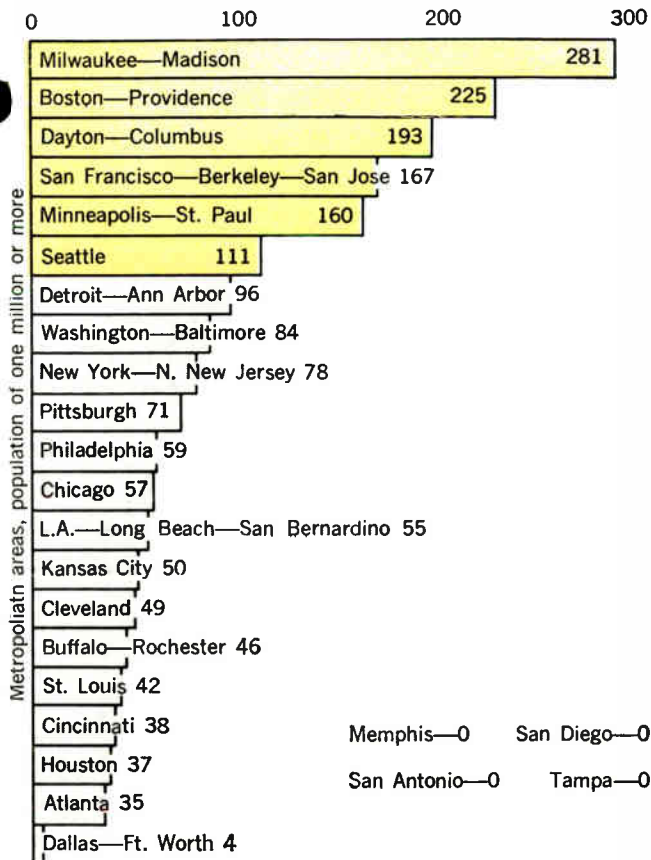 0 100 200 300
Milwaukee—Madison 281
Boston—Providence 225
Dayton—Columbus 193
San Francisco—Berkeley—San Jose 167
Minneapolis—St. Paul 160
Seattle 111
Detroit—Ann Arbor 96
Washington—Baltimore 84
New York—N. New Jersey 78
Pittsburgh 71
Philadelphia 59
Chicago 57
L.A.—Long Beach—San Bernardino 55
Kansas City 50
Cleveland 49
Buffalo—Rochester 46
St. Louis 42
Cincinnati 38
Houston 37
Atlanta 35
Dallas—Ft. Worth 4
Metropoliatn areas, population of one million or more
Memphis—0 San Diego—0
San Antonio—0 Tampa—0